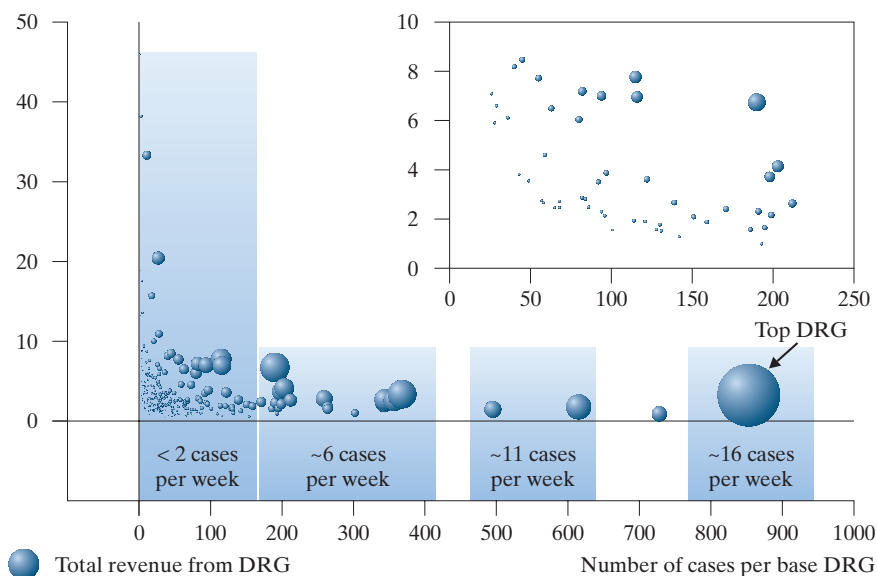 50
40
30
20
10
0
10
8
6
4
2
0
0
50
100
150
200
250
Top DRG
< 2 cases
per week
~6 cases
per week
~11 cases
per week
~16 cases
per week
0
100
200
300
400
500
600
700
800
900
1000
Total revenue from DRG
Number of cases per base DRG